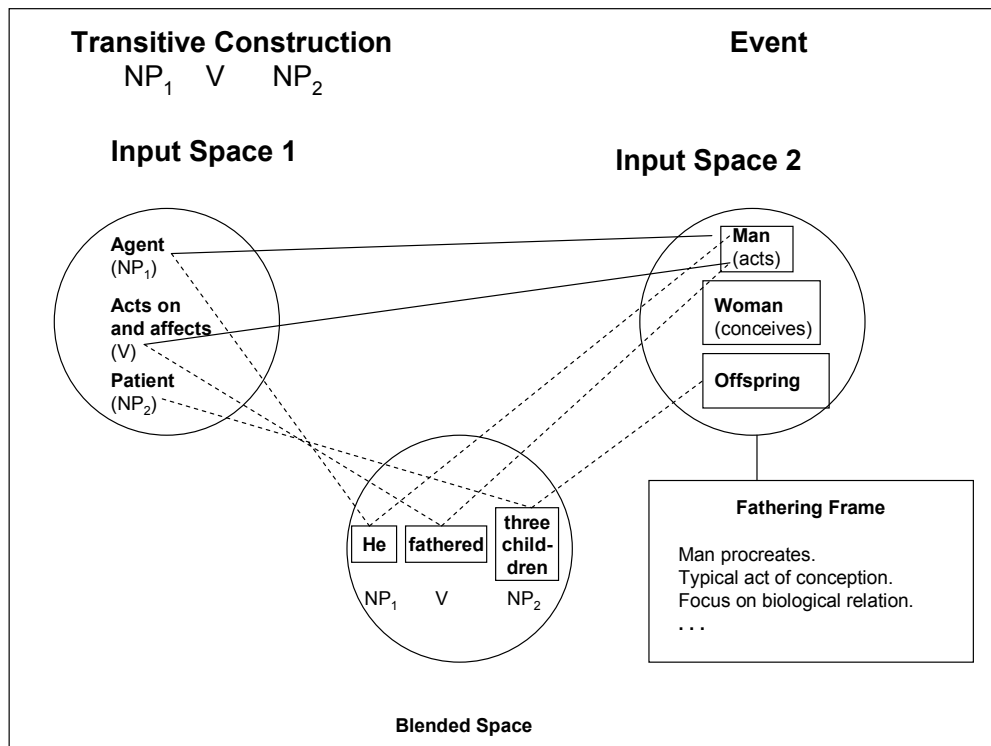 Transitive Construction
NP₁ V NP₂
Event
Input Space 1
Input Space 2
Agent
(NP₁)
Acts on
and affects
(V)
Patient
(NP₂)
Man
(acts)
Woman
(conceives)
Offspring
He
fathered
three
chil-
dren
NP₁ V NP₂
Fathering Frame
Man procreates.
Typical act of conception.
Focus on biological relation.
. . .
Blended Space